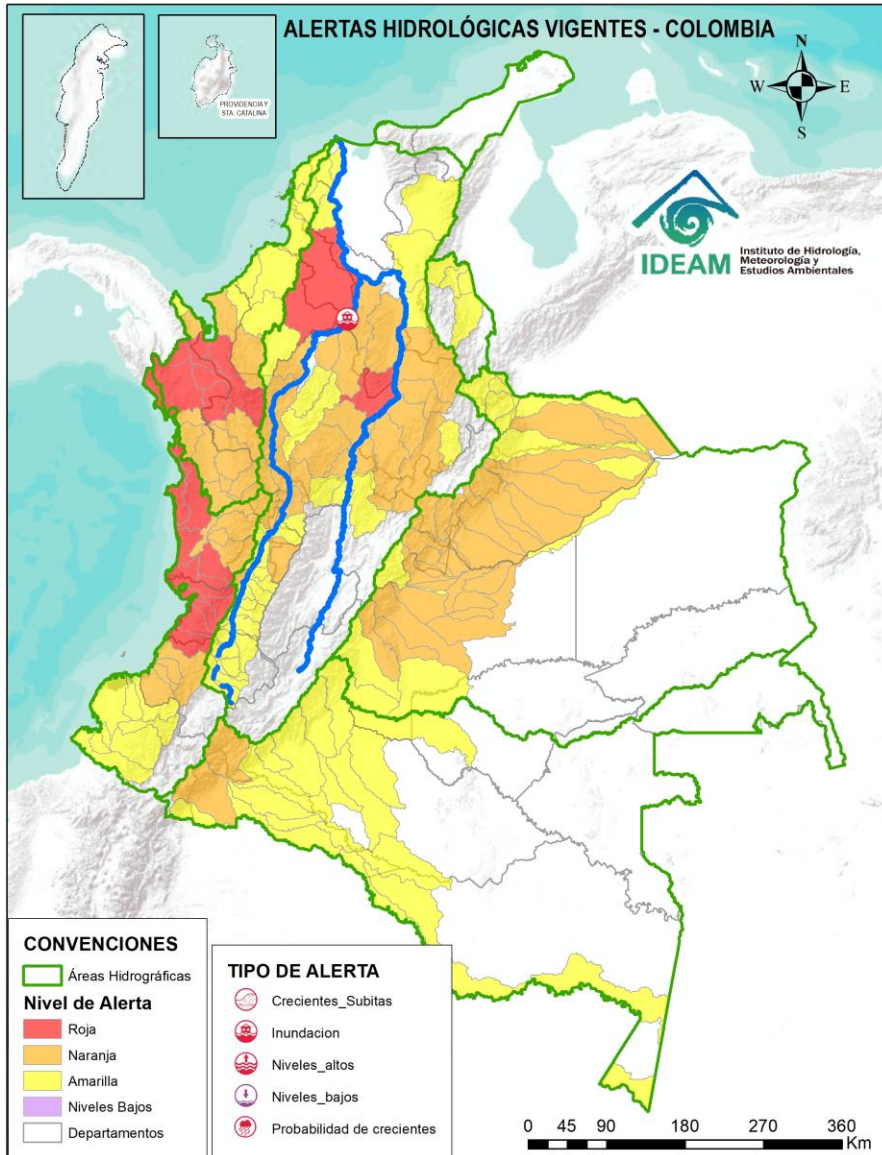 ALERTAS HIDROLÓGICAS VIGENTES - COLOMBIA
PROVIDENCIA Y
STA. CATALINA
N
W
E
S
IDEAM
Instituto de Hidrología,
Meteorología y
Estudios Ambientales
CONVENCIONES
Áreas Hidrográficas
Nivel de Alerta
Roja
Naranja
Amarilla
Niveles Bajos
Departamentos
TIPO DE ALERTA
Crecientes_Subitas
Inundacion
Niveles_altos
Niveles_bajos
Probabilidad de crecientes
0 45 90 180 270 360
Km